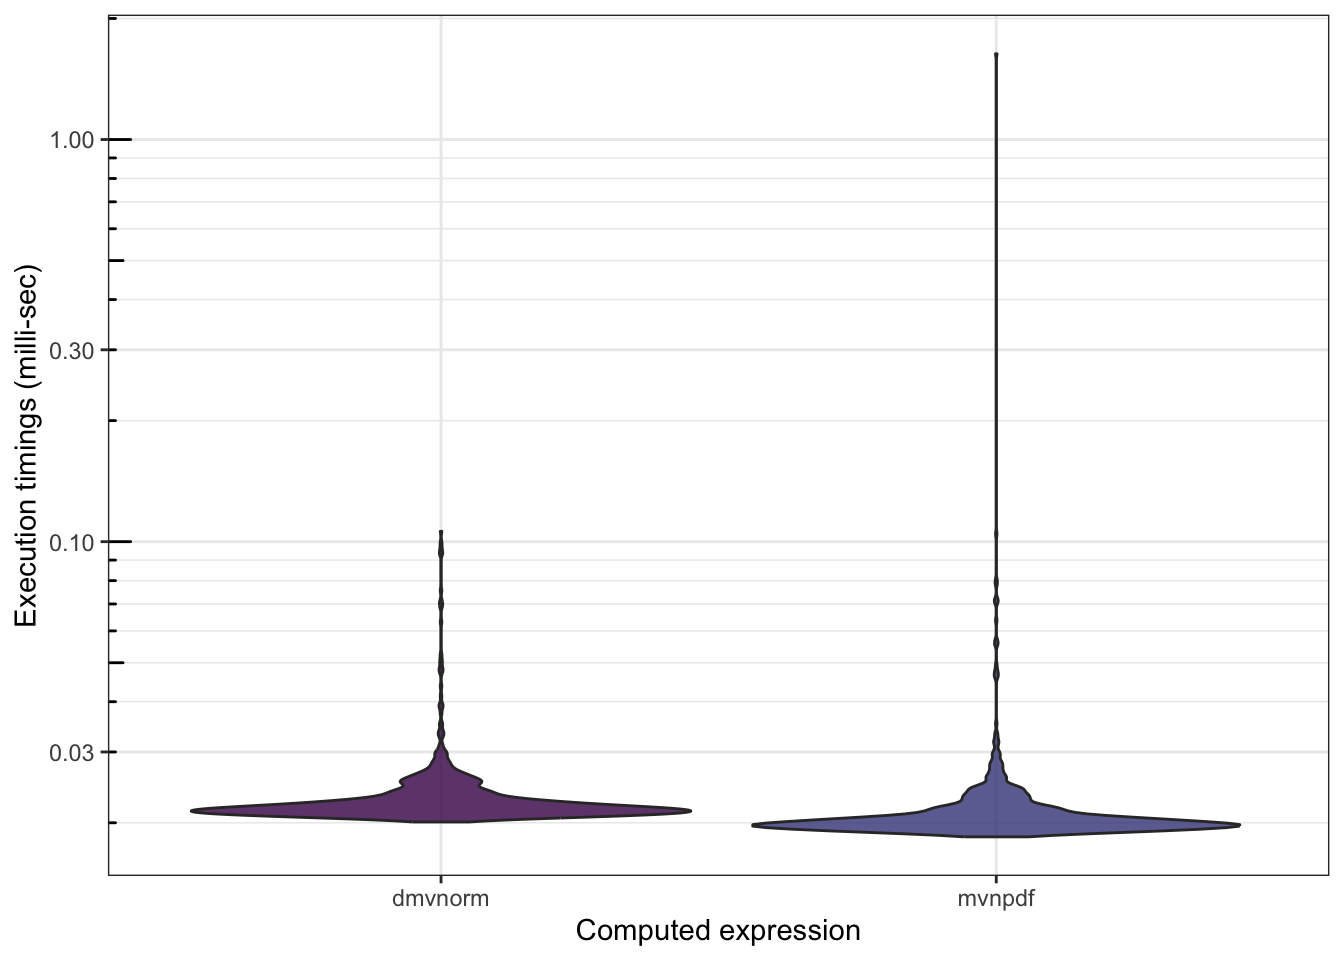 1.00
0.30
0.10
0.03
Execution timings (milli-sec)
dmvnorm
mvnpdf
Computed expression